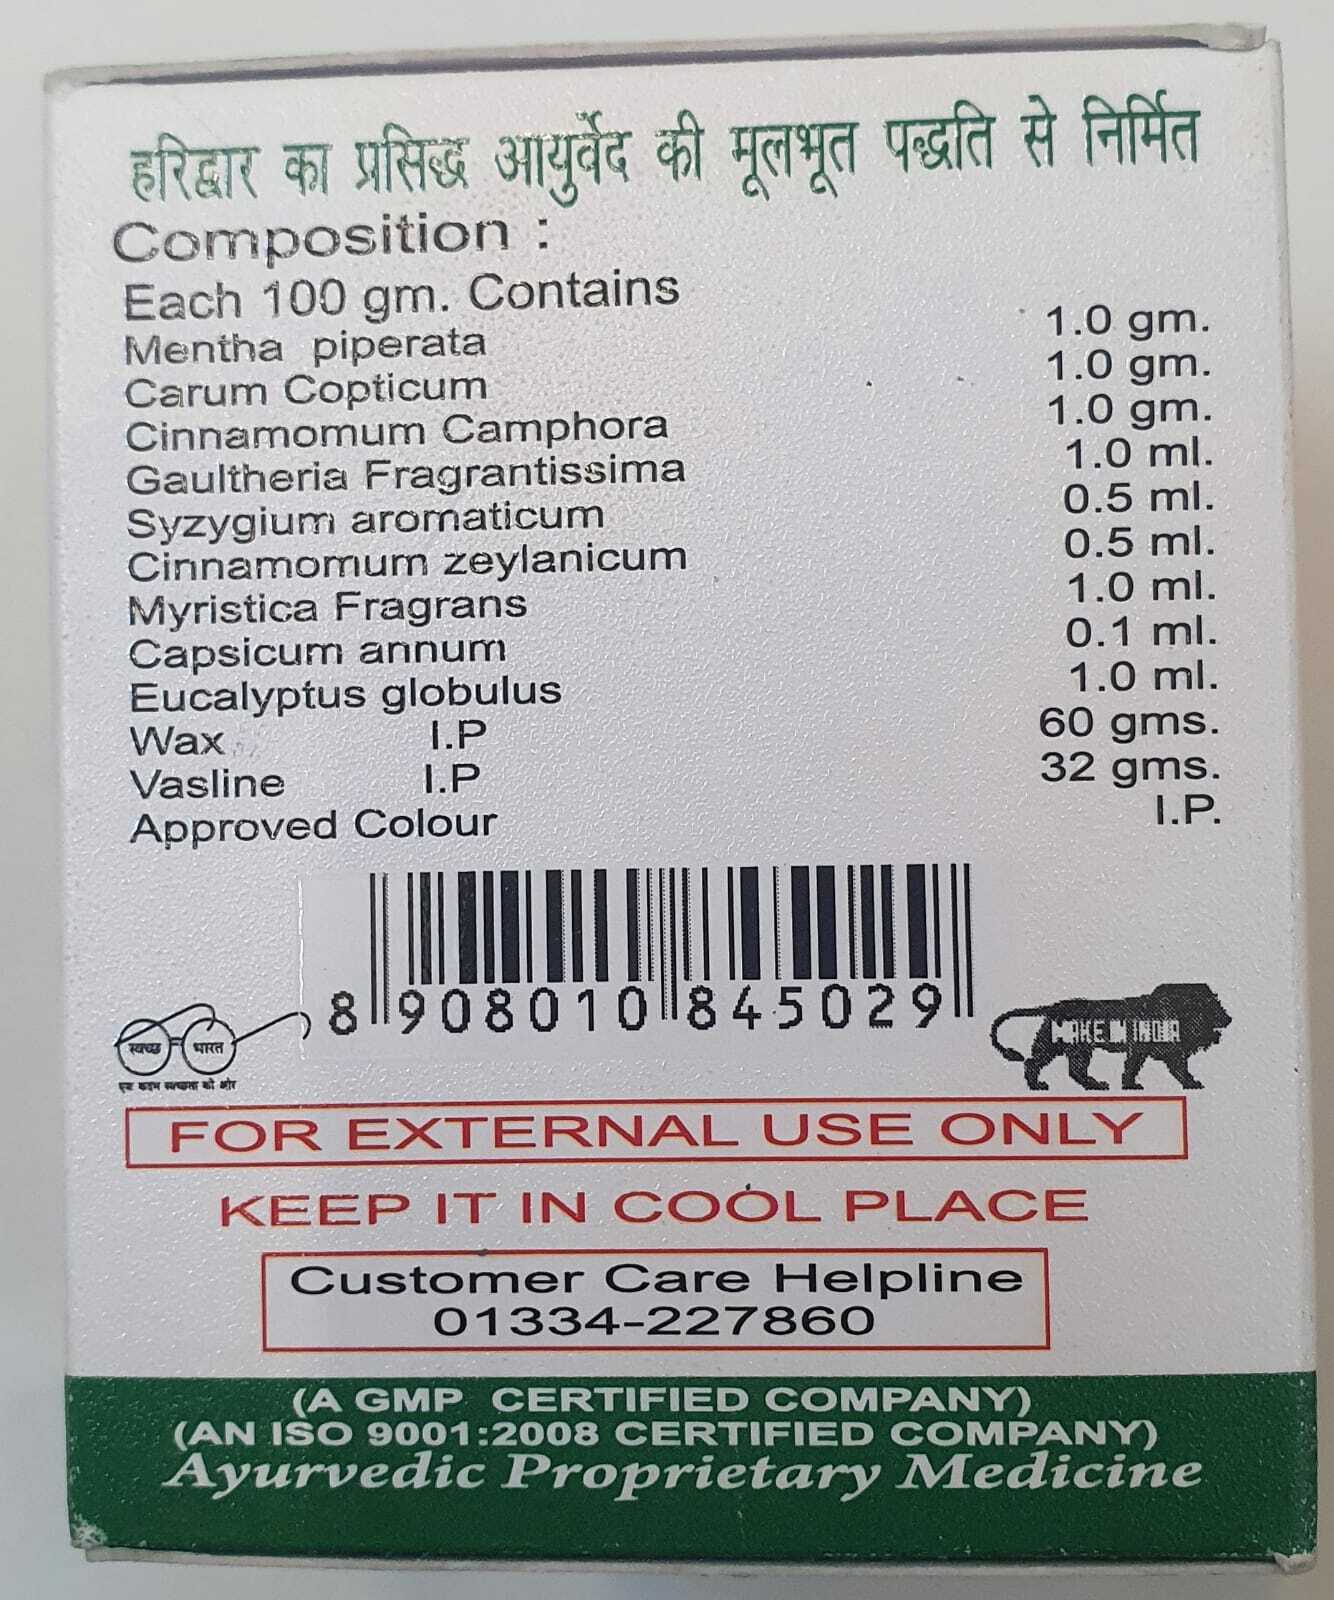 हरिद्वार का प्रसिद्ध आयुर्वेद की मूलभूत पद्धति से निर्मित
Composition :
Each 100 gm. Contains
Mentha piperata 1.0 gm.
Carum Copticum 1.0 gm.
Cinnamomum Camphora 1.0 gm.
Gaultheria Fragrantissima 1.0 ml.
Syzygium aromaticum 0.5 ml.
Cinnamomum zeylanicum 0.5 ml.
Myristica Fragrans 1.0 ml.
Capsicum annum 0.1 ml.
Eucalyptus globulus 1.0 ml.
Wax I.P 60 gms.
Vasline I.P 32 gms.
Approved Colour I.P.
8 908010 845029
स्वच्छ भारत
एक कदम स्वच्छता की ओर
MAKE IN INDIA
FOR EXTERNAL USE ONLY
KEEP IT IN COOL PLACE
Customer Care Helpline
01334-227860
(A GMP CERTIFIED COMPANY)
(AN ISO 9001:2008 CERTIFIED COMPANY)
Ayurvedic Proprietary Medicine